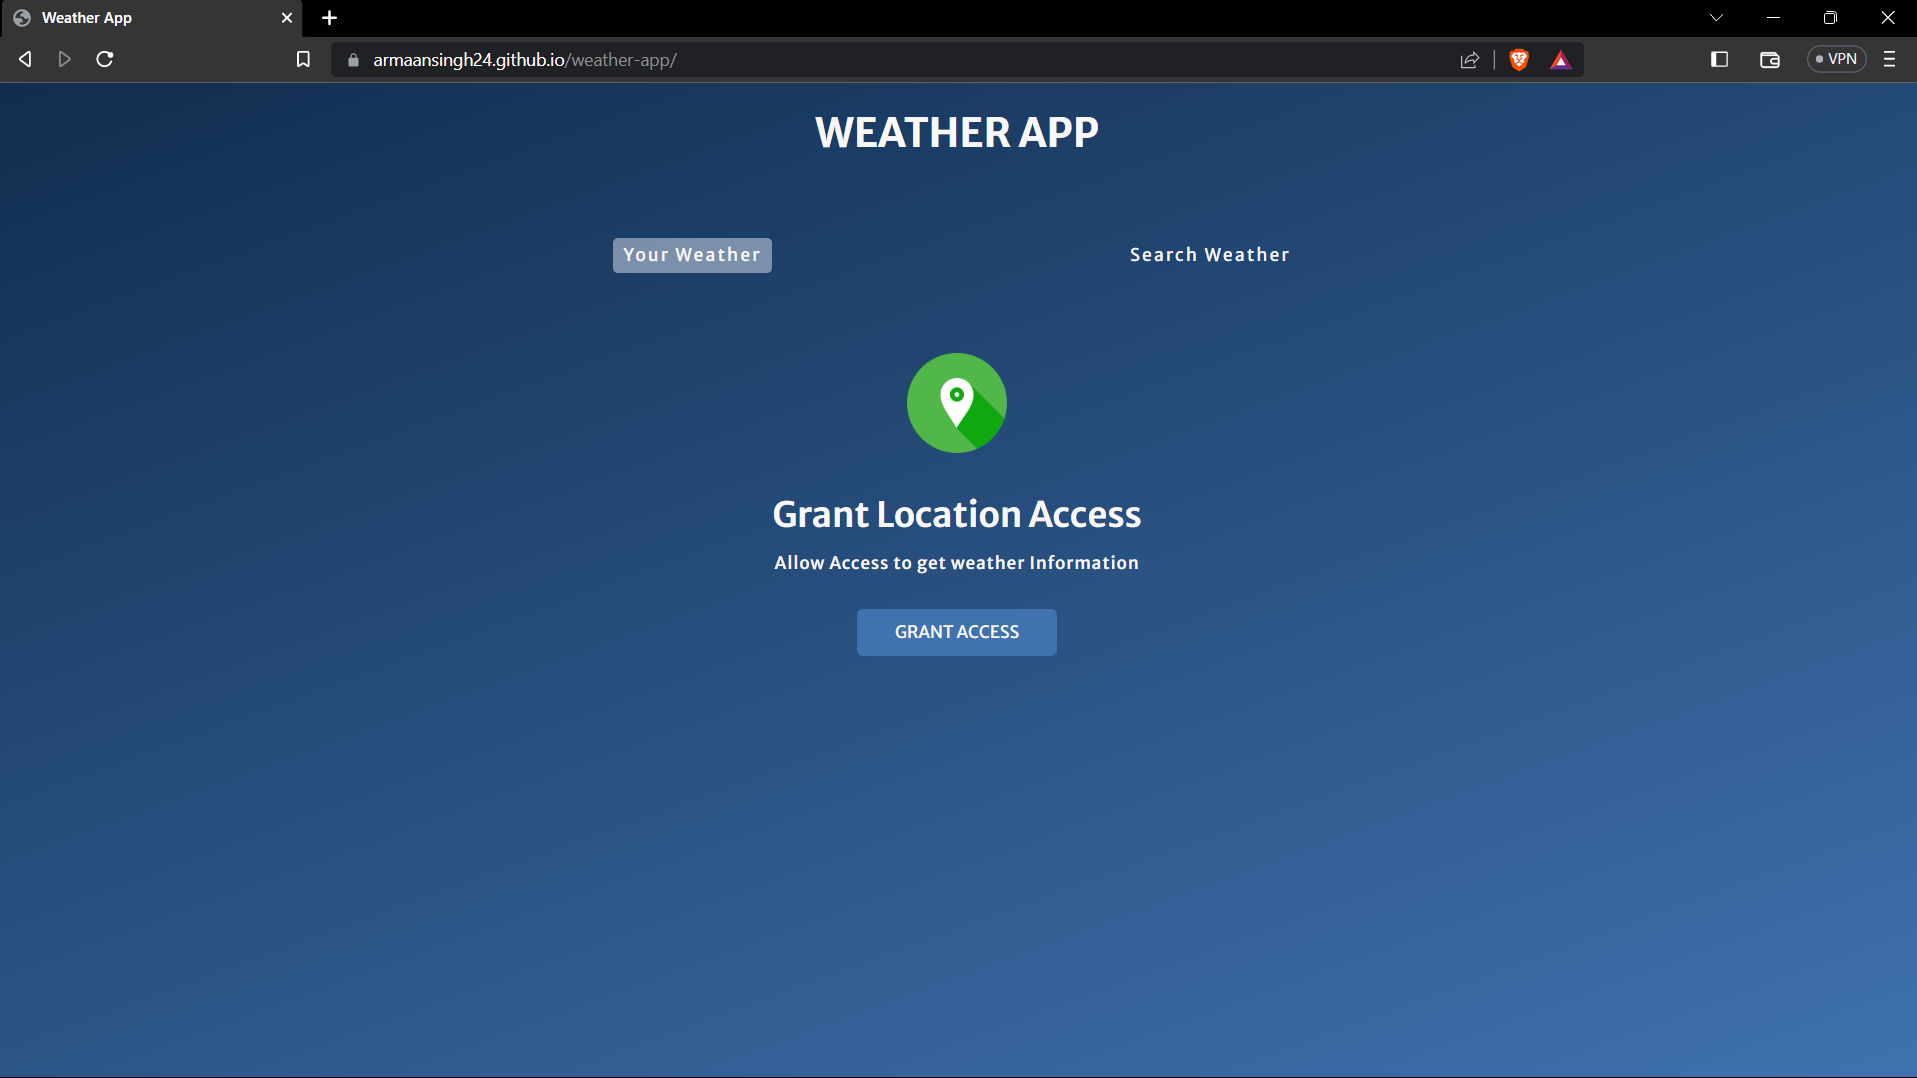 Weather App
armaansingh24.github.io/weather-app/
VPN
WEATHER APP
Your Weather
Search Weather
Grant Location Access
Allow Access to get weather Information
GRANT ACCESS